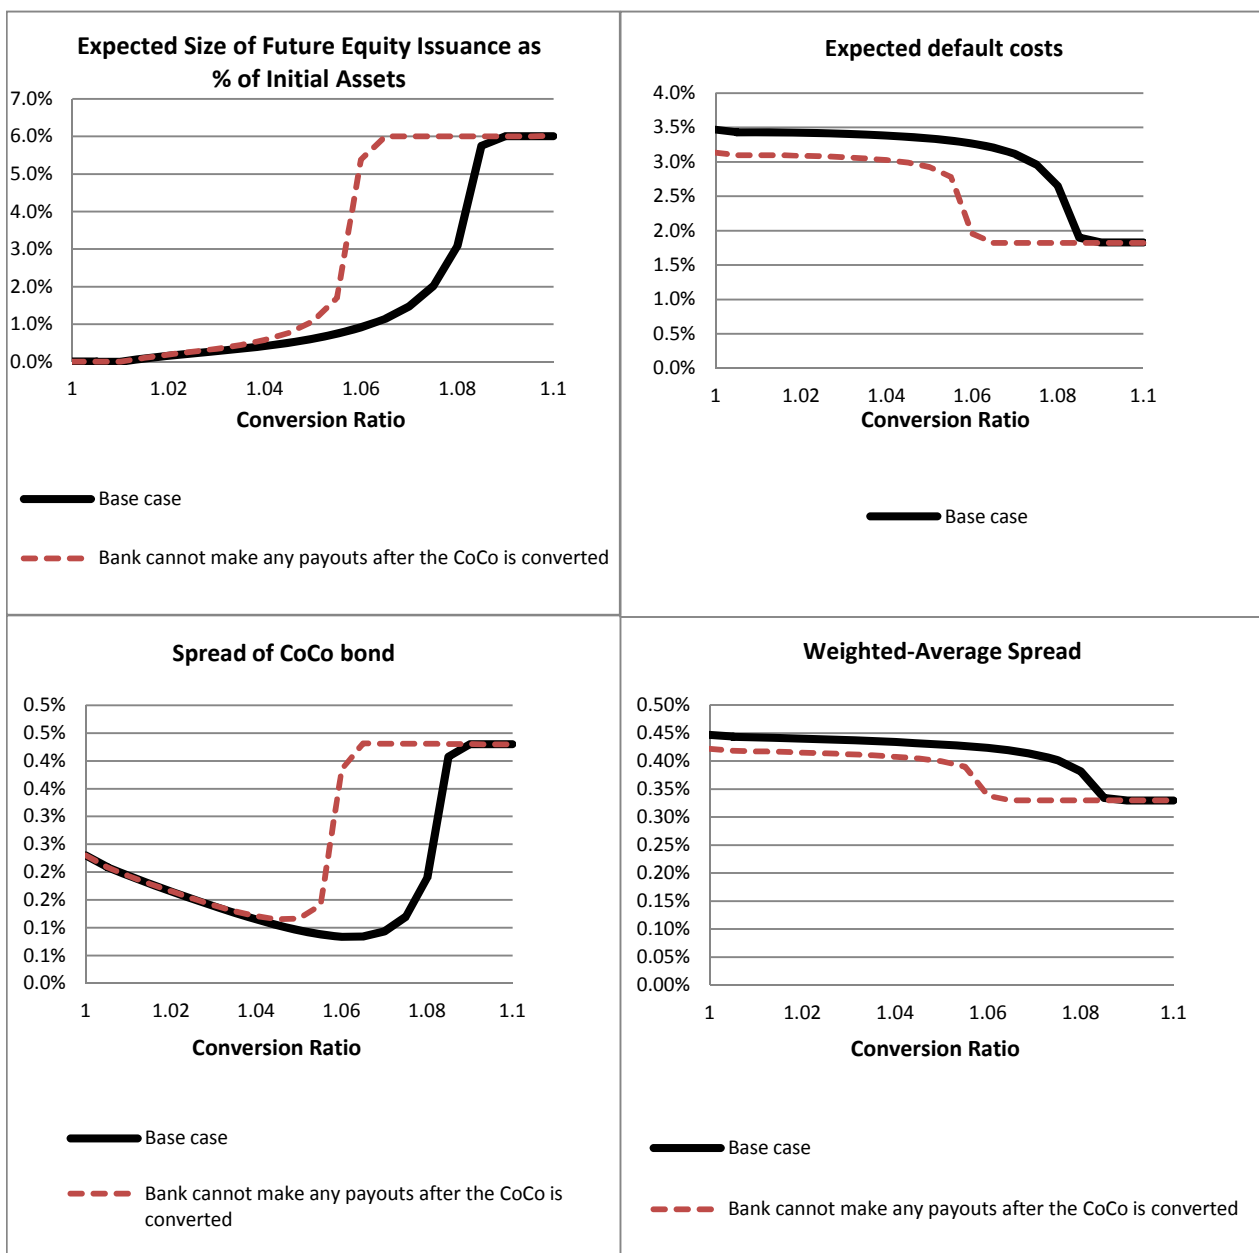 Expected Size of Future Equity Issuance as
% of Initial Assets
7.0%
6.0%
5.0%
4.0%
3.0%
2.0%
1.0%
0.0%
1 1.02 1.04 1.06 1.08 1.1
Conversion Ratio
Base case
Bank cannot make any payouts after the CoCo is converted
Expected default costs
4.0%
3.5%
3.0%
2.5%
2.0%
1.5%
1.0%
0.5%
0.0%
1 1.02 1.04 1.06 1.08 1.1
Conversion Ratio
Base case
Spread of CoCo bond
0.5%
0.5%
0.4%
0.4%
0.3%
0.3%
0.2%
0.2%
0.1%
0.1%
0.0%
1 1.02 1.04 1.06 1.08 1.1
Conversion Ratio
Base case
Bank cannot make any payouts after the CoCo is
converted
Weighted-Average Spread
0.50%
0.45%
0.40%
0.35%
0.30%
0.25%
0.20%
0.15%
0.10%
0.05%
0.00%
1 1.02 1.04 1.06 1.08 1.1
Conversion Ratio
Base case
Bank cannot make any payouts after the CoCo is converted